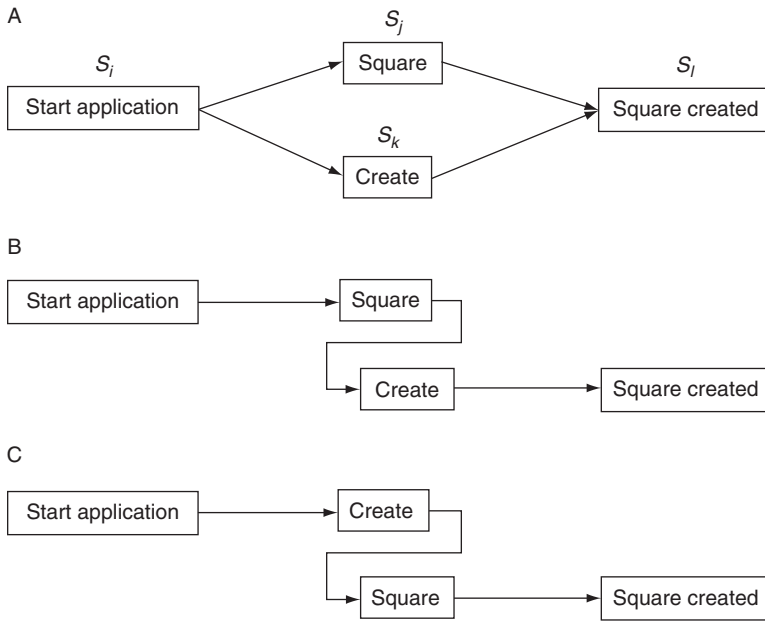 A
S_j
S_i
Square
S_l
Start application
Square created
S_k
Create
B
Start application
Square
Create
Square created
C
Start application
Create
Square
Square created